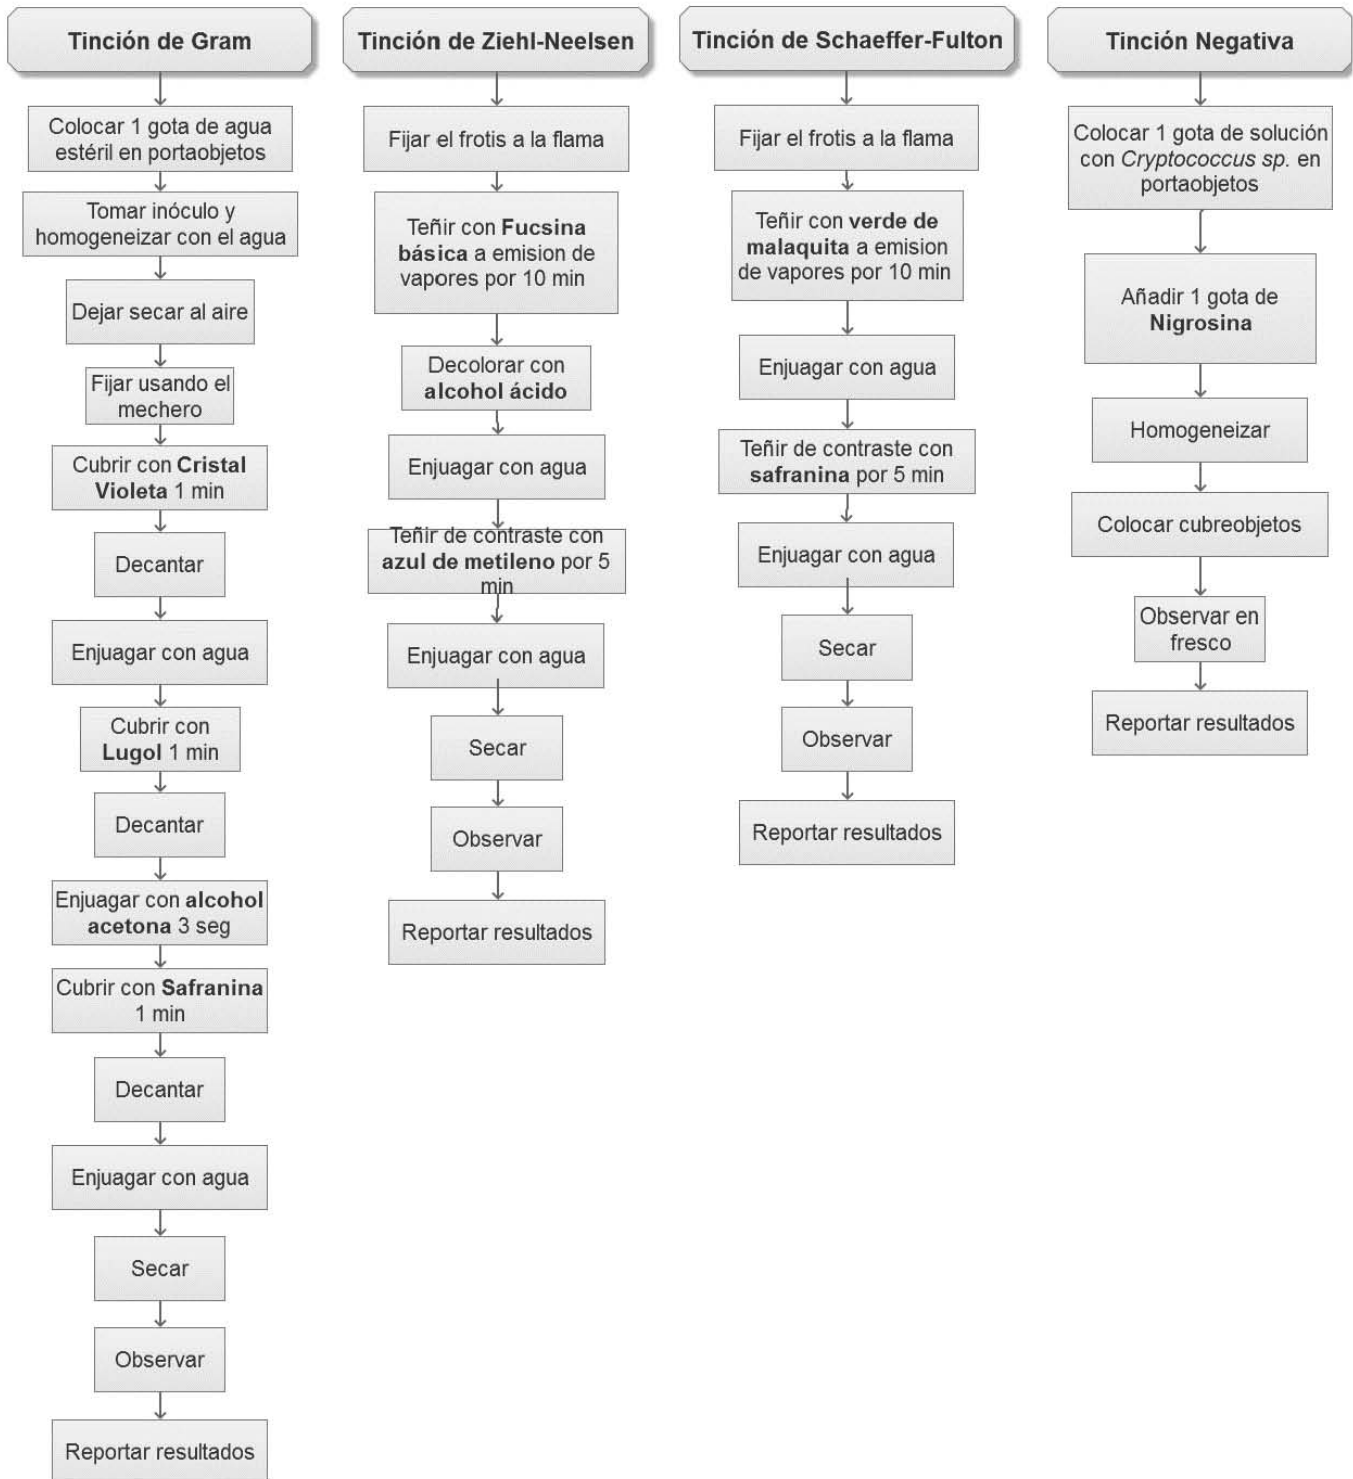 Tinción de Gram
Colocar 1 gota de agua
estéril en portaobjetos
Tomar inóculo y
homogeneizar con el agua
Dejar secar al aire
Fijar usando el
mechero
Cubrir con Cristal
Violeta 1 min
Decantar
Enjuagar con agua
Cubrir con
Lugol 1 min
Decantar
Enjuagar con alcohol
acetona 3 seg
Cubrir con Safranina
1 min
Decantar
Enjuagar con agua
Secar
Observar
Reportar resultados
Tinción de Ziehl-Neelsen
Fijar el frotis a la flama
Teñir con Fucsina
básica a emision de
vapores por 10 min
Decolorar con
alcohol ácido
Enjuagar con agua
Teñir de contraste con
azul de metileno por 5
min
Enjuagar con agua
Secar
Observar
Reportar resultados
Tinción de Schaeffer-Fulton
Fijar el frotis a la flama
Teñir con verde de
malaquita a emision
de vapores por 10 min
Enjuagar con agua
Teñir de contraste con
safranina por 5 min
Enjuagar con agua
Secar
Observar
Reportar resultados
Tinción Negativa
Colocar 1 gota de solución
con Cryptococcus sp. en
portaobjetos
Añadir 1 gota de
Nigrosina
Homogeneizar
Colocar cubreobjetos
Observar en
fresco
Reportar resultados